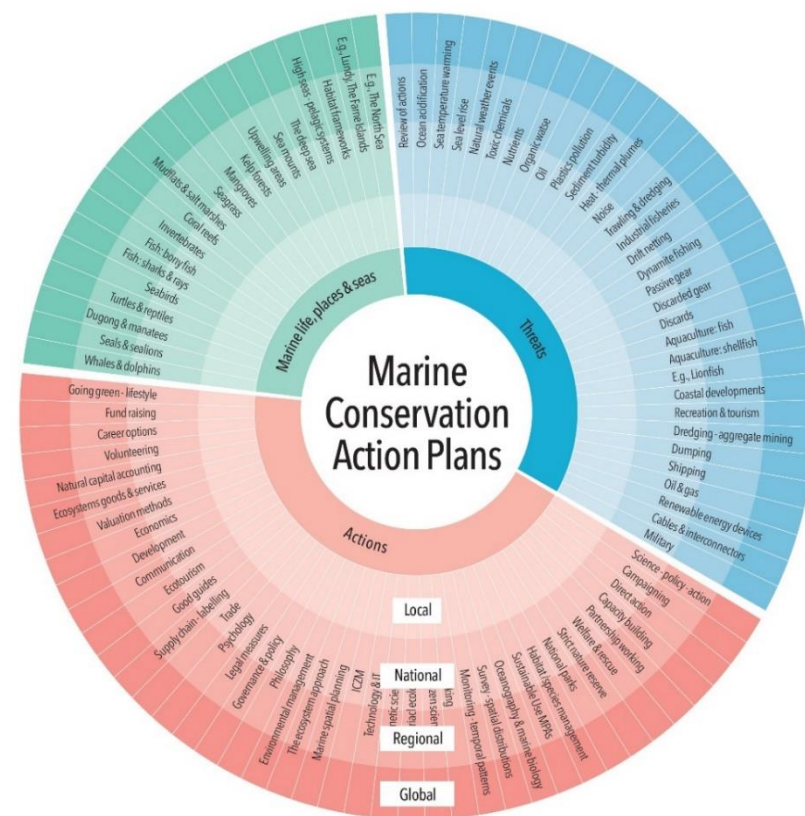 Marine
Conservation
Action Plans
Marine life, places & seas
Whales & dolphins
Seals & sealions
Dugong & manatees
Turtles & reptiles
Seabirds
Fish: sharks & rays
Fish: bony fish
Invertebrates
Coral reefs
Mudflats & salt marshes
Seagrass
Mangroves
Kelp forests
Upwelling areas
Sea mounts
The deep sea
High seas - pelagic systems
Habitat frameworks
E.g., Lundy, The Farne Islands
E.g., The North Sea
Threats
Review of actions
Ocean acidification
Sea temperature warming
Sea level rise
Natural weather events
Toxic chemicals
Nutrients
Organic watse
Oil
Plastics pollution
Sediment turbidity
Heat - thermal plumes
Noise
Trawling & dredging
Industrial fisheries
Drift netting
Dynamite fishing
Passive gear
Discarded gear
Discards
Aquaculture: fish
Aquaculture: shellfish
E.g., Lionfish
Coastal developments
Recreation & tourism
Dredging - aggregate mining
Dumping
Shipping
Oil & gas
Renewable energy devices
Cables & interconnectors
Military
Actions
Science - policy - action
Campaigning
Direct action
Capacity building
Partnership working
Welfare & rescue
Strict nature reserve
National parks
Habitat /species management
Sustainable Use MPAs
Oceanography & marine biology
Survey - spatial distributions
Monitoring - temporal patterns
Technology & IT
ICZM
Marine spatial planning
The ecosystem approach
Environmental management
Philosophy
Governance & policy
Legal measures
Psychology
Trade
Supply chain - labelling
Good guides
Ecotourism
Communication
Development
Economics
Valuation methods
Ecosystems goods & services
Natural capital accounting
Volunteering
Career options
Fund raising
Going green - lifestyle
Local
National
Regional
Global